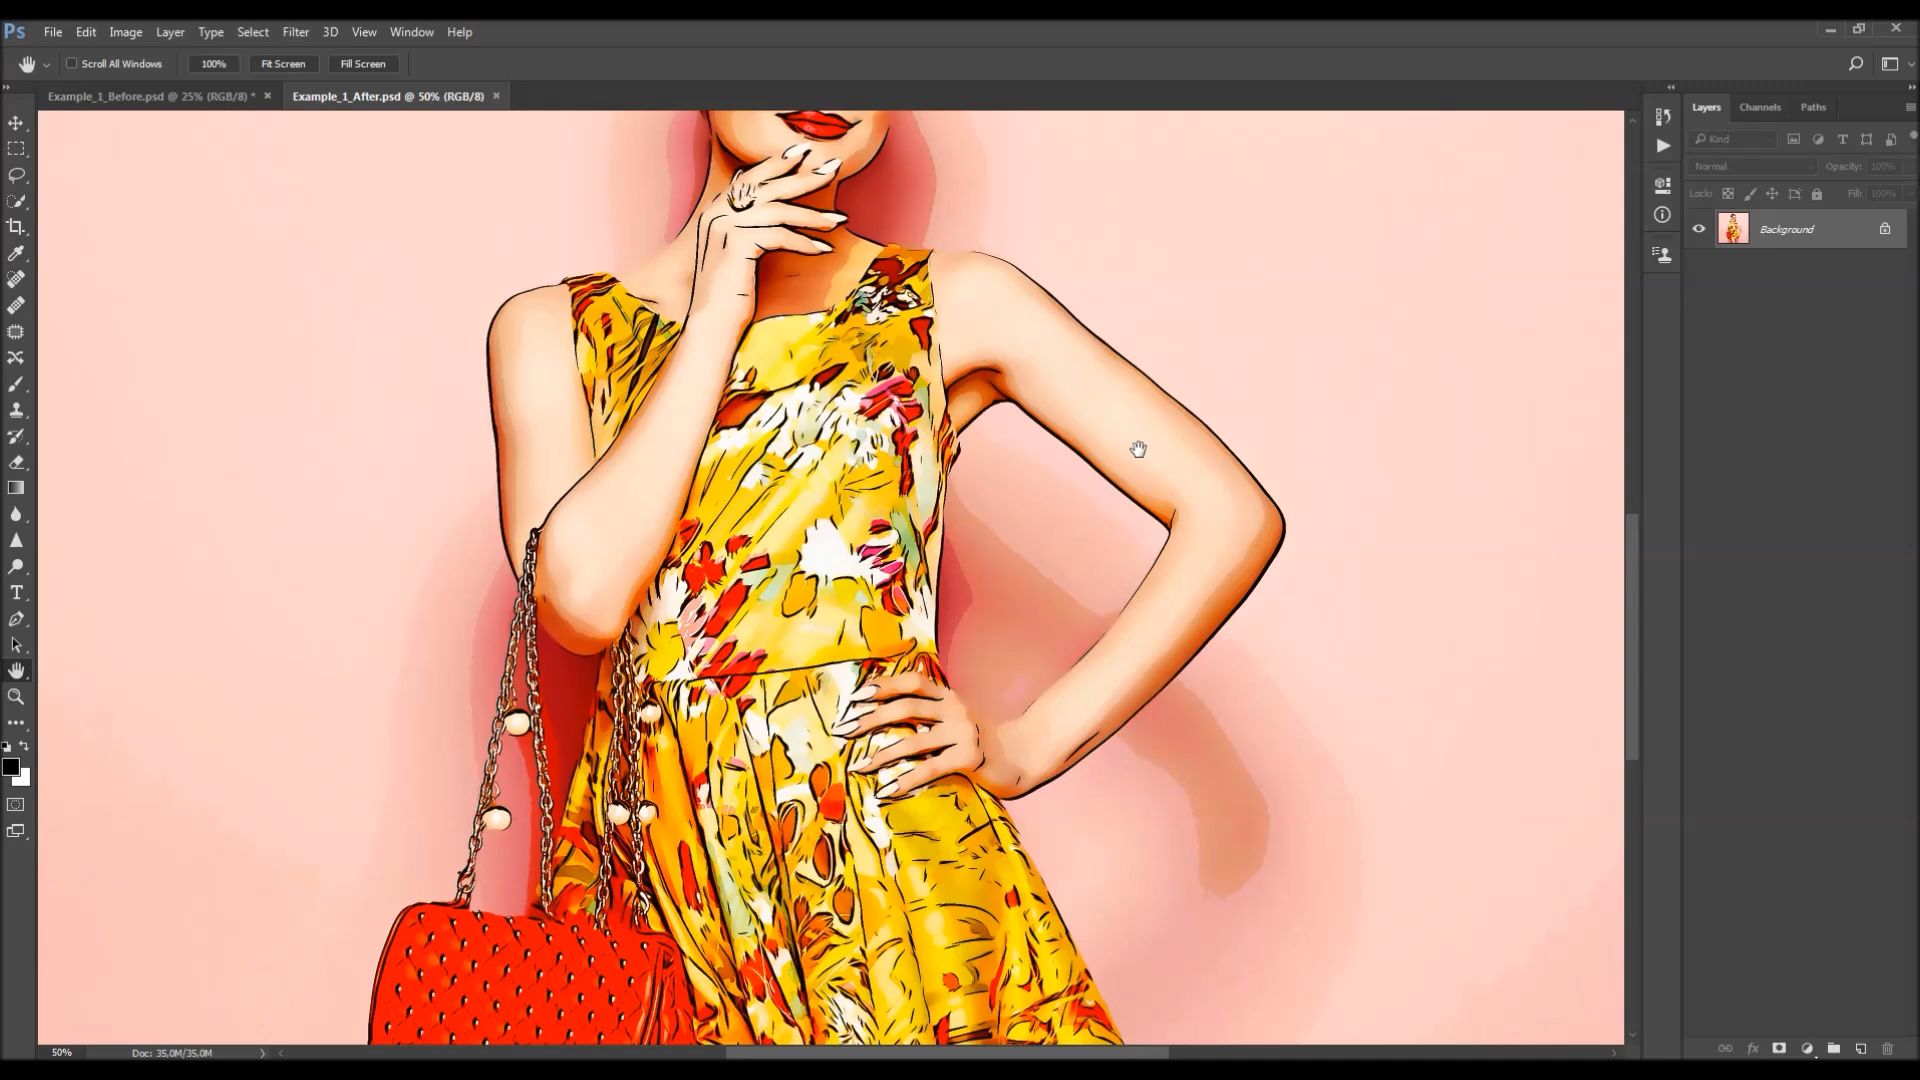 Ps File Edit Image Layer Type Select Filter 3D View Window Help
Scroll All Windows 100% Fit Screen Fill Screen
Example_1_Before.psd @ 25% (RGB/8) * × Example_1_After.psd @ 50% (RGB/8) ×
Layers Channels Paths
Kind
Normal Opacity: 100%
Lock: Fill: 100%
Background
50% Doc: 35,0M/35,0M